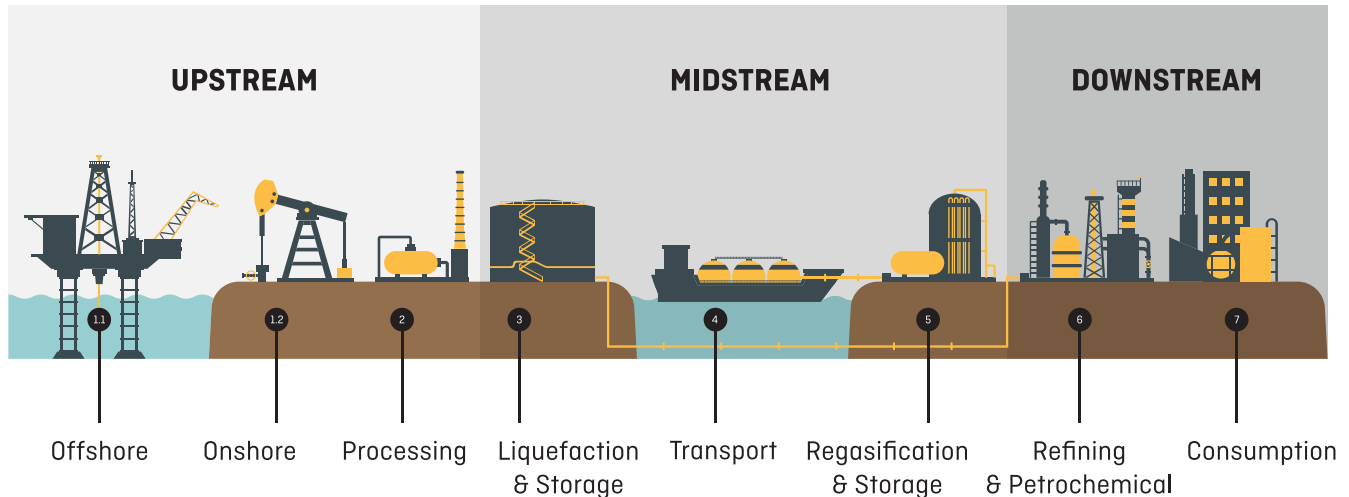 UPSTREAM
MIDSTREAM
DOWNSTREAM
1.1
1.2
2
3
4
5
6
7
Offshore
Onshore
Processing
Liquefaction
& Storage
Transport
Regasification
& Storage
Refining
& Petrochemical
Consumption